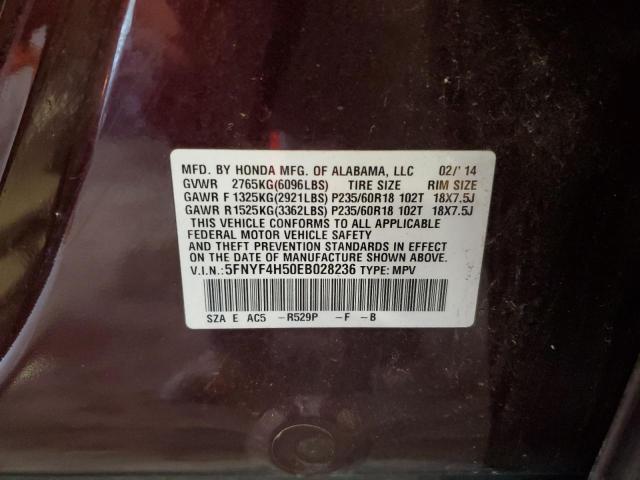 MFD. BY HONDA MFG. OF ALABAMA, LLC 02/'14
GVWR 2765KG(6096LBS) TIRE SIZE RIM SIZE
GAWR F 1325KG(2921LBS) P235/60R18 102T 18X7.5J
GAWR R1525KG(3362LBS) P235/60R18 102T 18X7.5J
THIS VEHICLE CONFORMS TO ALL APPLICABLE
FEDERAL MOTOR VEHICLE SAFETY
AND THEFT PREVENTION STANDARDS IN EFFECT
ON THE DATE OF MANUFACTURE SHOWN ABOVE.
V.I.N.: 5FNYF4H50EB028236 TYPE: MPV
SZA E AC5 -R529P -F -B